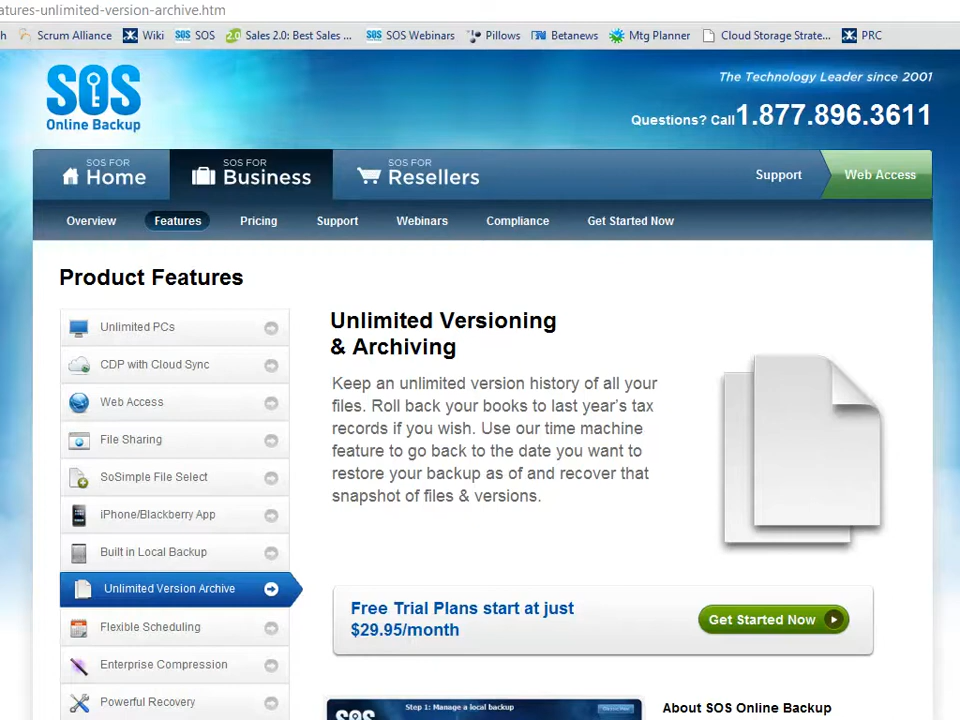 atures-unlimited-version-archive.htm
h Scrum Alliance Wiki SOS Sales 2.0: Best Sales ... SOS Webinars Pillows Betanews Mtg Planner Cloud Storage Strate... PRC
SOS
Online Backup
The Technology Leader since 2001
Questions? Call 1.877.896.3611
SOS FOR
Home
SOS FOR
Business
SOS FOR
Resellers
Support
Web Access
Overview Features Pricing Support Webinars Compliance Get Started Now
Product Features
Unlimited PCs
CDP with Cloud Sync
Web Access
File Sharing
SoSimple File Select
iPhone/Blackberry App
Built in Local Backup
Unlimited Version Archive
Flexible Scheduling
Enterprise Compression
Powerful Recovery
Unlimited Versioning
& Archiving
Keep an unlimited version history of all your
files. Roll back your books to last year's tax
records if you wish. Use our time machine
feature to go back to the date you want to
restore your backup as of and recover that
snapshot of files & versions.
Free Trial Plans start at just
$29.95/month
Get Started Now
Step 1: Manage a local backup
SOS
About SOS Online Backup